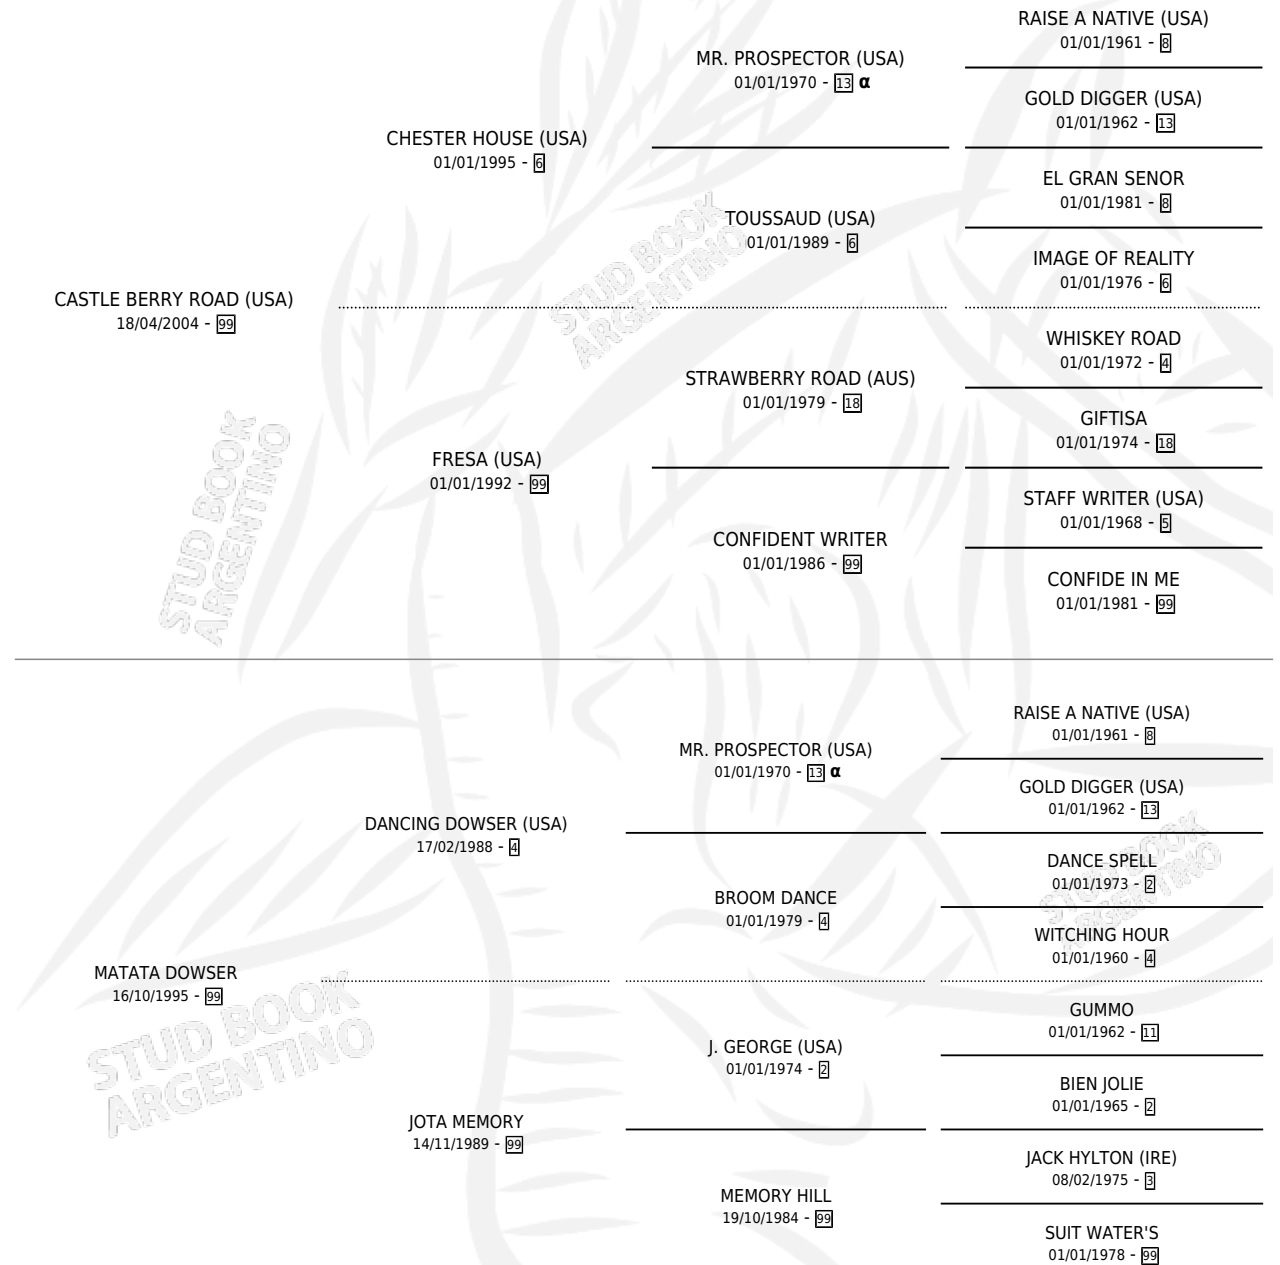 RAISE A NATIVE (USA)
01/01/1961 - 8
MR. PROSPECTOR (USA)
01/01/1970 - 13 α
GOLD DIGGER (USA)
01/01/1962 - 13
CHESTER HOUSE (USA)
01/01/1995 - 6
EL GRAN SENOR
01/01/1981 - 8
TOUSSAUD (USA)
01/01/1989 - 6
IMAGE OF REALITY
01/01/1976 - 6
CASTLE BERRY ROAD (USA)
18/04/2004 - 99
WHISKEY ROAD
01/01/1972 - 4
STRAWBERRY ROAD (AUS)
01/01/1979 - 18
GIFTISA
01/01/1974 - 18
FRESA (USA)
01/01/1992 - 99
STAFF WRITER (USA)
01/01/1968 - 5
CONFIDENT WRITER
01/01/1986 - 99
CONFIDE IN ME
01/01/1981 - 99
STUD BOOK
ARGENTINO
STUD BOOK
ARGENTINO
RAISE A NATIVE (USA)
01/01/1961 - 8
MR. PROSPECTOR (USA)
01/01/1970 - 13 α
GOLD DIGGER (USA)
01/01/1962 - 13
DANCING DOWSER (USA)
17/02/1988 - 4
DANCE SPELL
01/01/1973 - 2
BROOM DANCE
01/01/1979 - 4
WITCHING HOUR
01/01/1960 - 4
MATATA DOWSER
16/10/1995 - 99
GUMMO
01/01/1962 - 11
J. GEORGE (USA)
01/01/1974 - 2
BIEN JOLIE
01/01/1965 - 2
JOTA MEMORY
14/11/1989 - 99
JACK HYLTON (IRE)
08/02/1975 - 3
MEMORY HILL
19/10/1984 - 99
SUIT WATER'S
01/01/1978 - 99
STUD BOOK
ARGENTINO
STUD BOOK
ARGENTINO